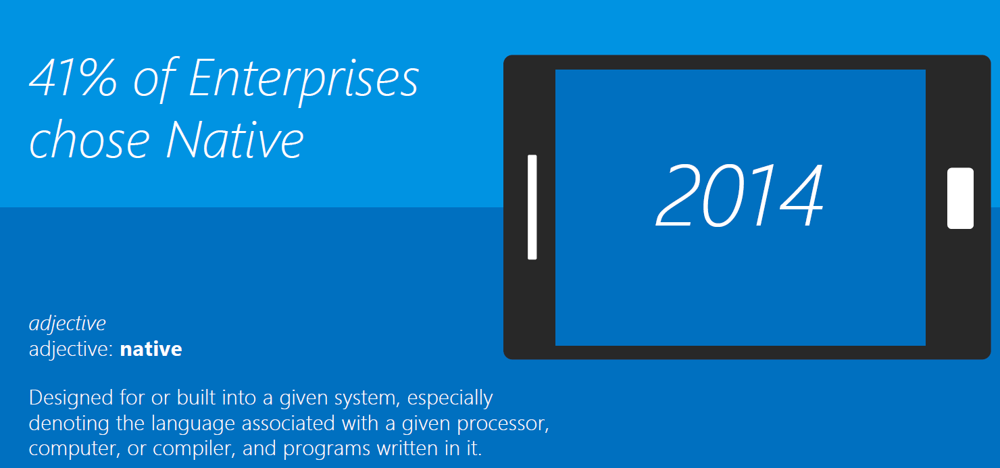 41% of Enterprises
chose Native
2014
adjective
adjective: native
Designed for or built into a given system, especially
denoting the language associated with a given processor,
computer, or compiler, and programs written in it.